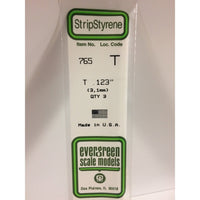 StripStyrene
Item No. Loc. Code
765 T
T .123"
(3,1mm)
QTY 3
Made in U.S.A.
evergreen
scale models
Des Plaines, IL 60018